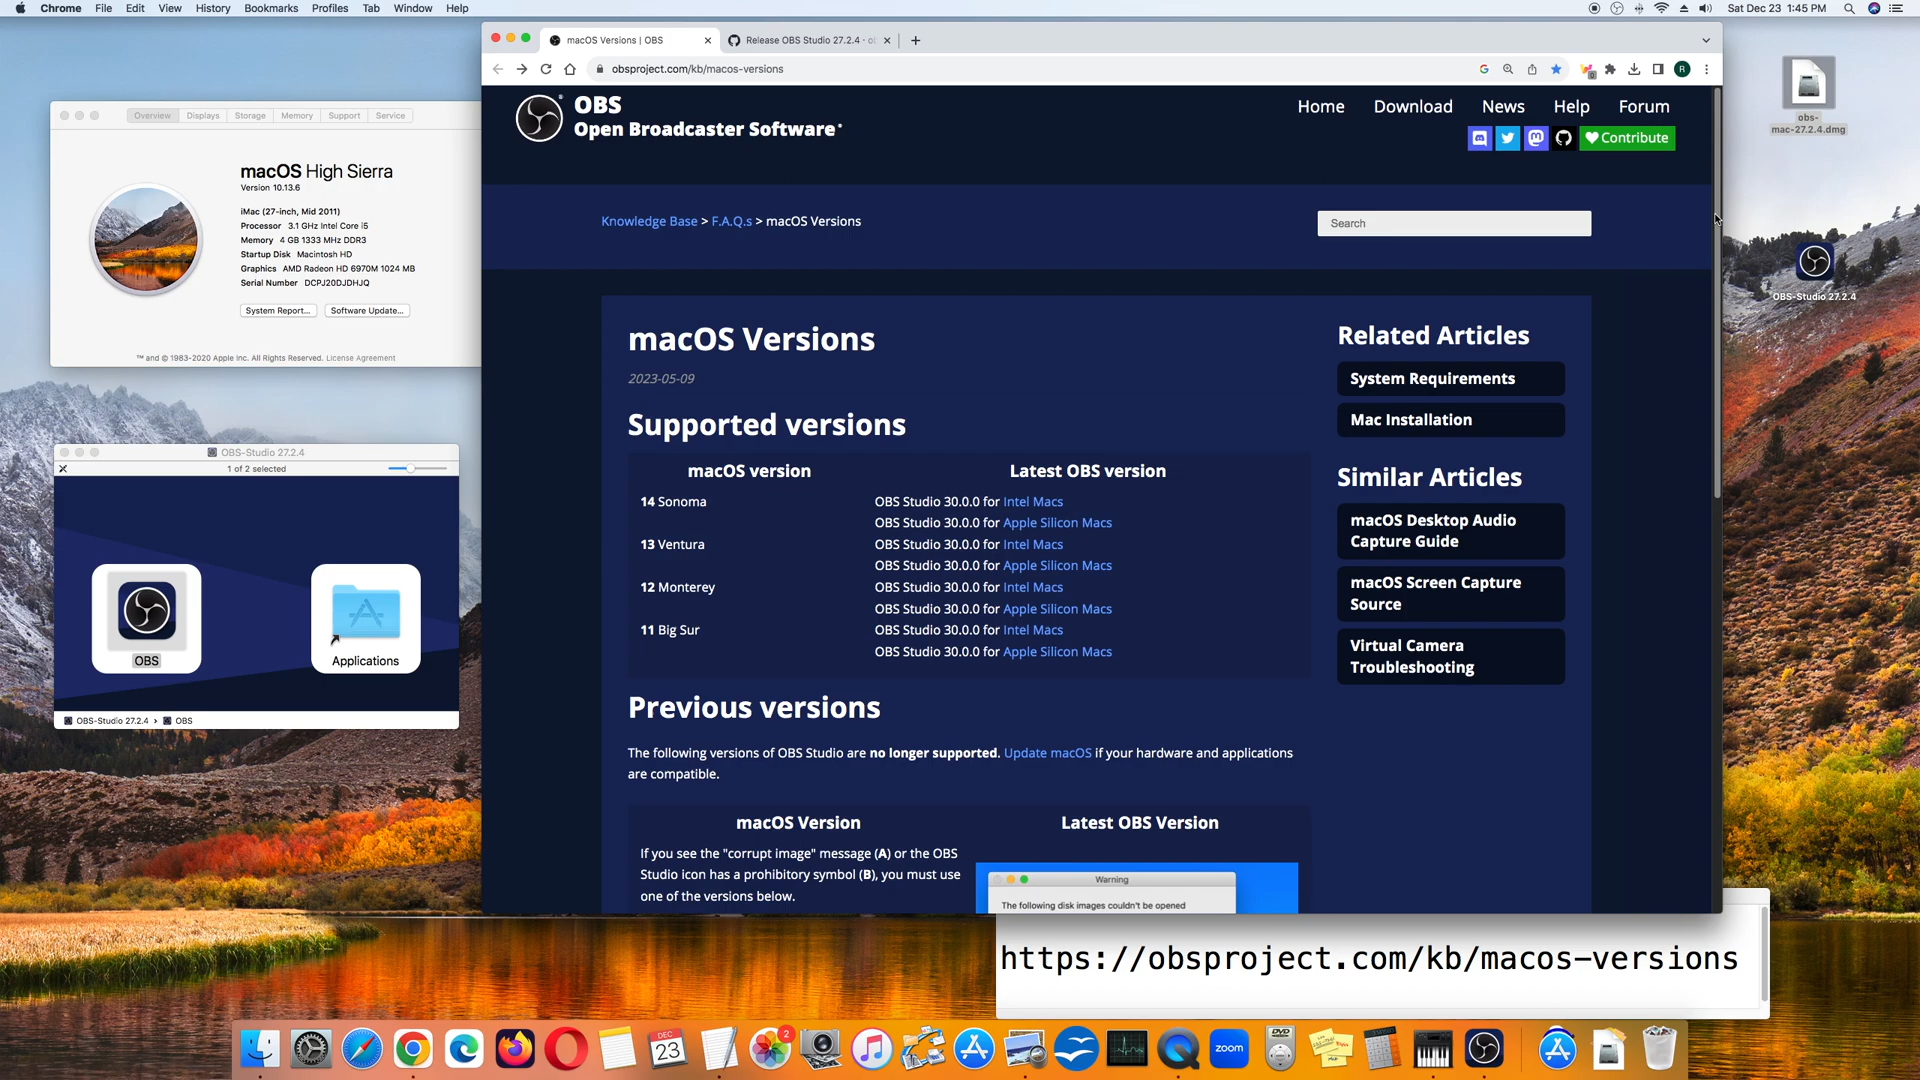 Chrome File Edit View History Bookmarks Profiles Tab Window Help
Sat Dec 23 1:45 PM
macOS Versions | OBS
Release OBS Studio 27.2.4 · o
obsproject.com/kb/macos-versions
R
OBS
Open Broadcaster Software
Home Download News Help Forum
Contribute
Knowledge Base > F.A.Q.s > macOS Versions
Search
macOS Versions
2023-05-09
Supported versions
macOS version Latest OBS version
14 Sonoma OBS Studio 30.0.0 for Intel Macs
OBS Studio 30.0.0 for Apple Silicon Macs
13 Ventura OBS Studio 30.0.0 for Intel Macs
OBS Studio 30.0.0 for Apple Silicon Macs
12 Monterey OBS Studio 30.0.0 for Intel Macs
OBS Studio 30.0.0 for Apple Silicon Macs
11 Big Sur OBS Studio 30.0.0 for Intel Macs
OBS Studio 30.0.0 for Apple Silicon Macs
Previous versions
The following versions of OBS Studio are no longer supported. Update macOS if your hardware and applications
are compatible.
macOS Version Latest OBS Version
If you see the "corrupt image" message (A) or the OBS
Studio icon has a prohibitory symbol (B), you must use
one of the versions below.
Warning
The following disk images couldn't be opened
Related Articles
System Requirements
Mac Installation
Similar Articles
macOS Desktop Audio
Capture Guide
macOS Screen Capture
Source
Virtual Camera
Troubleshooting
Overview Displays Storage Memory Support Service
macOS High Sierra
Version 10.13.6
iMac (27-inch, Mid 2011)
Processor 3.1 GHz Intel Core i5
Memory 4 GB 1333 MHz DDR3
Startup Disk Macintosh HD
Graphics AMD Radeon HD 6970M 1024 MB
Serial Number DCPJ20DJDHJQ
System Report... Software Update...
™ and © 1983-2020 Apple Inc. All Rights Reserved. License Agreement
OBS-Studio 27.2.4
1 of 2 selected
OBS
Applications
OBS-Studio 27.2.4 › OBS
obs-
mac-27.2.4.dmg
OBS-Studio 27.2.4
https://obsproject.com/kb/macos-versions
DEC
23
2
zoom
DVD